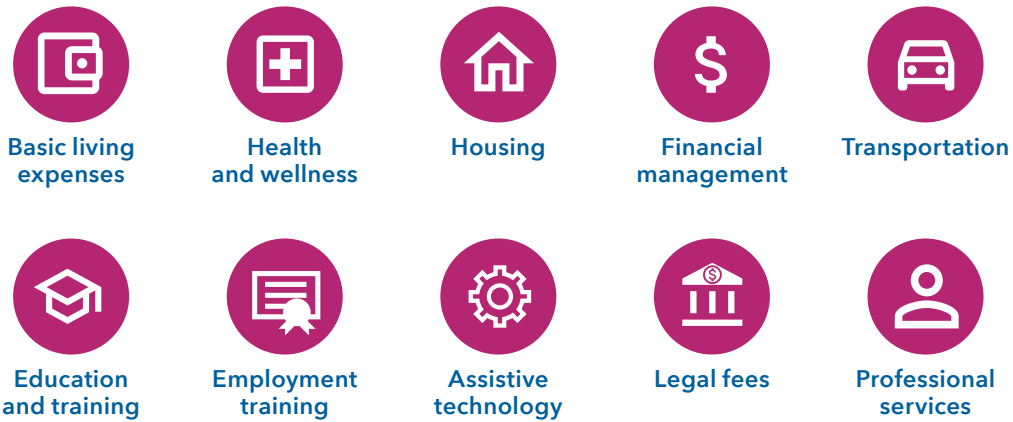 Basic living
expenses
Health
and wellness
Housing
Financial
management
Transportation
Education
and training
Employment
training
Assistive
technology
Legal fees
Professional
services